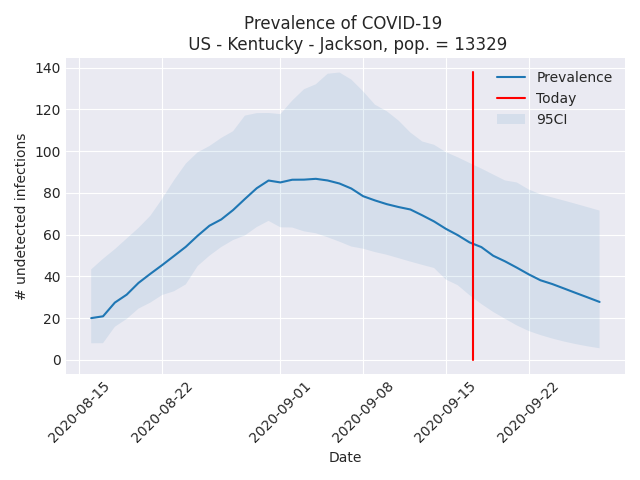 Prevalence of COVID-19
US - Kentucky - Jackson, pop. = 13329
# undetected infections
140
120
100
80
60
40
20
0
Prevalence
Today
95CI
2020-08-15
2020-08-22
2020-09-01
2020-09-08
2020-09-15
2020-09-22
Date